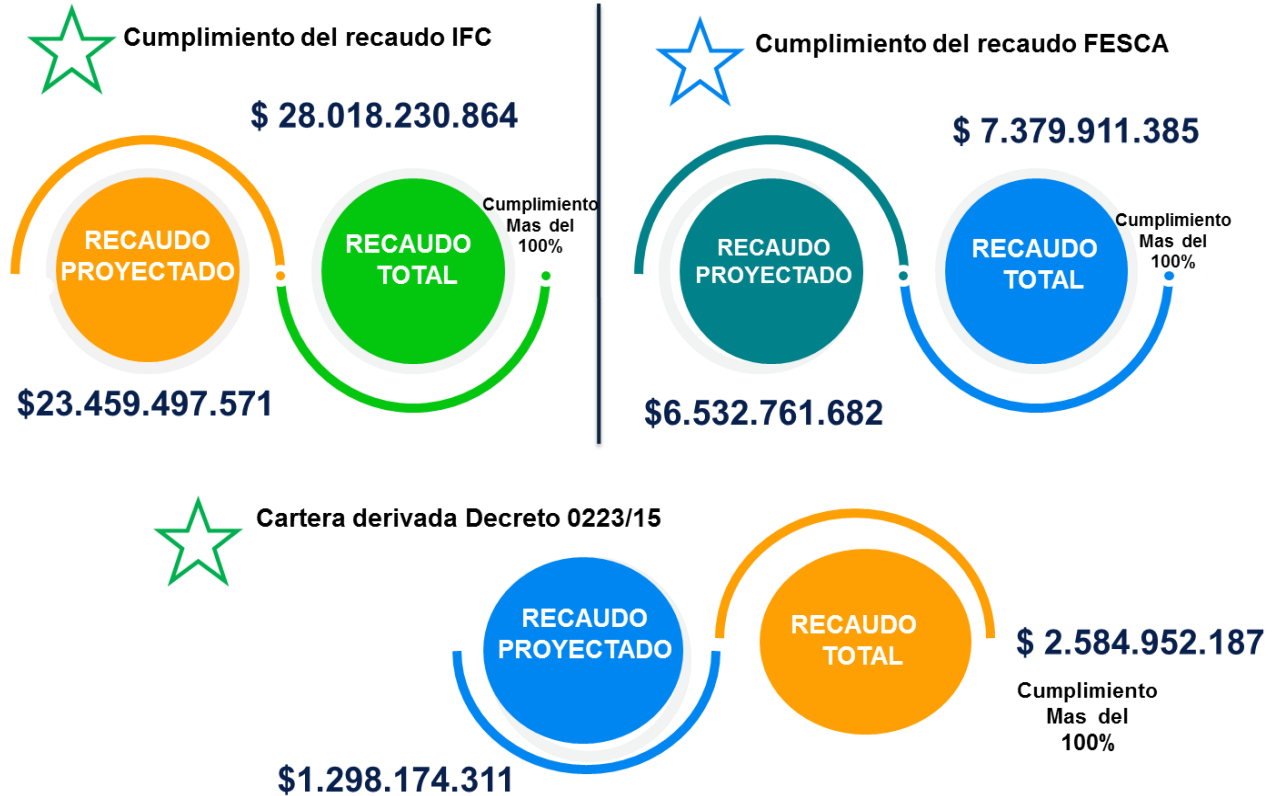 Cumplimiento del recaudo IFC
$ 28.018.230.864
RECAUDO
PROYECTADO
RECAUDO
TOTAL
Cumplimiento
Mas del
100%
$23.459.497.571
Cumplimiento del recaudo FESCA
$ 7.379.911.385
RECAUDO
PROYECTADO
RECAUDO
TOTAL
Cumplimiento
Mas del
100%
$6.532.761.682
Cartera derivada Decreto 0223/15
RECAUDO
PROYECTADO
RECAUDO
TOTAL
$ 2.584.952.187
Cumplimiento
Mas del
100%
$1.298.174.311